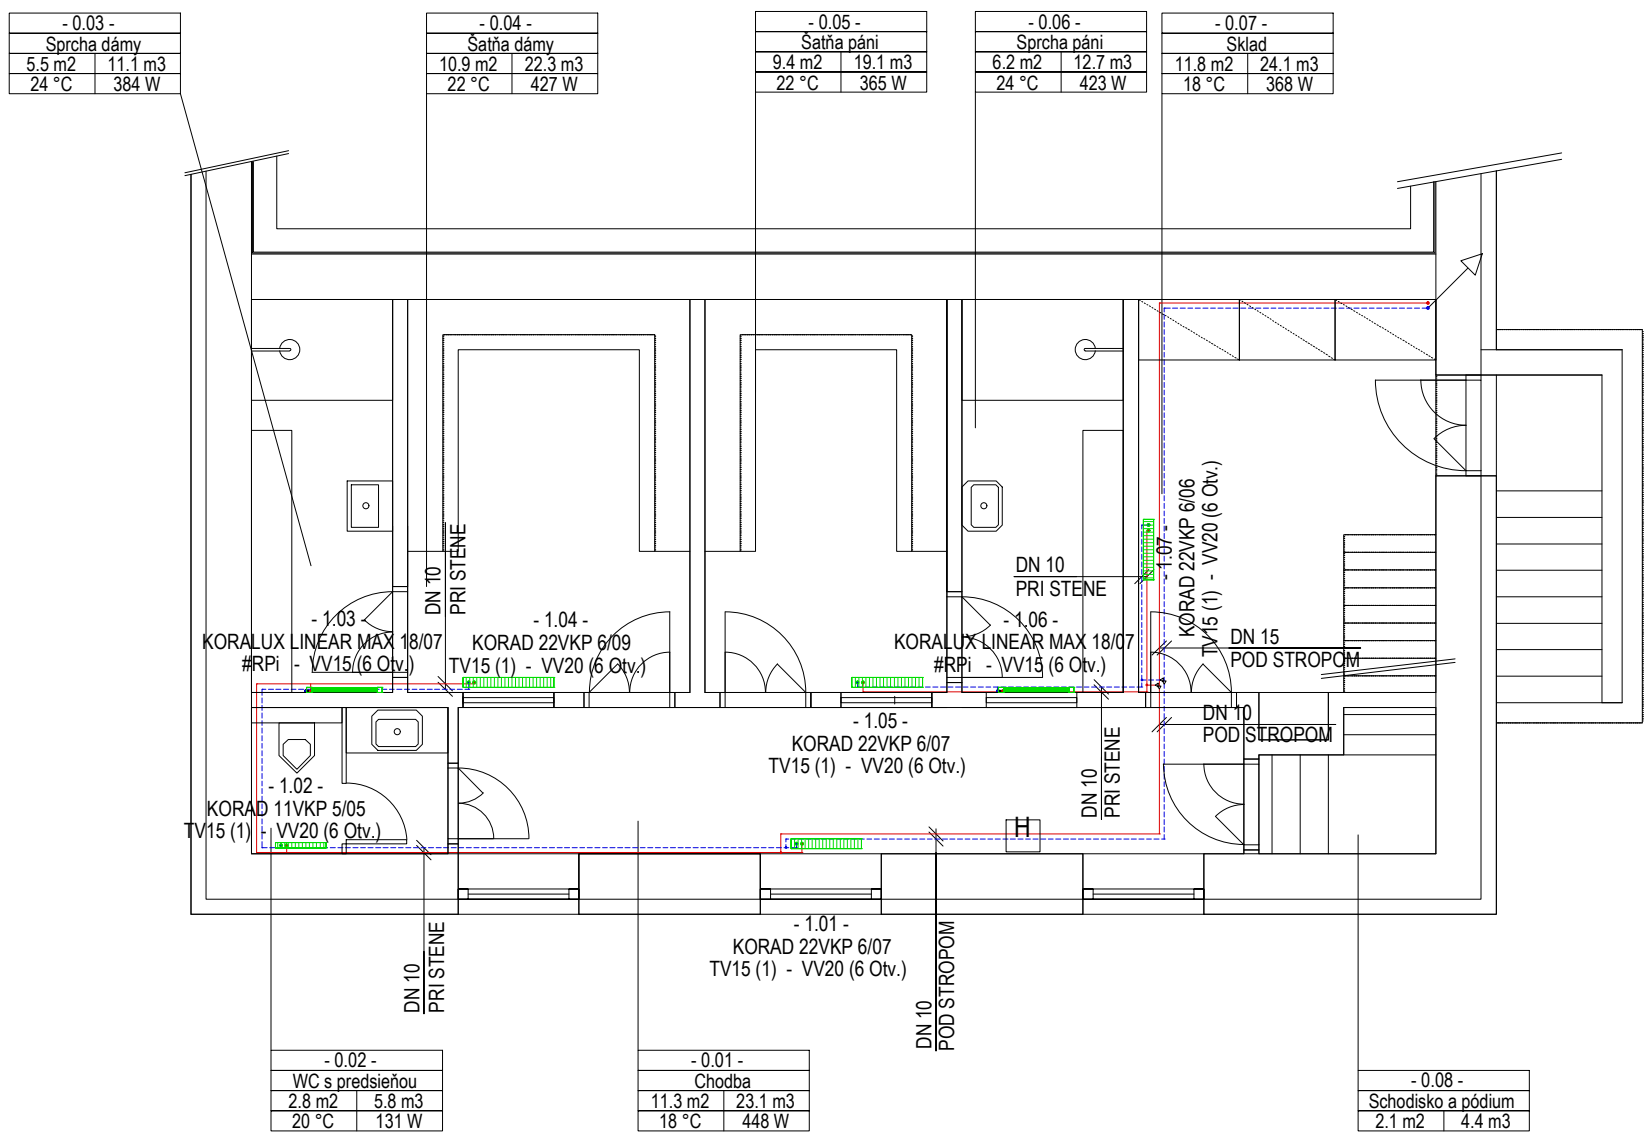 - 0.03 -
Sprcha dámy
5.5 m2 11.1 m3
24 °C 384 W
- 0.04 -
Šatňa dámy
10.9 m2 22.3 m3
22 °C 427 W
- 0.05 -
Šatňa páni
9.4 m2 19.1 m3
22 °C 365 W
- 0.06 -
Sprcha páni
6.2 m2 12.7 m3
24 °C 423 W
- 0.07 -
Sklad
11.8 m2 24.1 m3
18 °C 368 W
DN 10
PRI STENE
DN 10
PRI STENE
- 1.07 -
KORAD 22VKP 6/06
TV15 (1) - VV20 (6 Otv.)
- 1.03 -
KORALUX LINEAR MAX 18/07
#RPi - VV15 (6 Otv.)
- 1.04 -
KORAD 22VKP 6/09
TV15 (1) - VV20 (6 Otv.)
- 1.06 -
KORALUX LINEAR MAX 18/07
#RPi - VV15 (6 Otv.)
DN 15
POD STROPOM
DN 10
POD STROPOM
- 1.05 -
KORAD 22VKP 6/07
TV15 (1) - VV20 (6 Otv.)
DN 10
PRI STENE
- 1.02 -
KORAD 11VKP 5/05
TV15 (1) - VV20 (6 Otv.)
H
- 1.01 -
KORAD 22VKP 6/07
TV15 (1) - VV20 (6 Otv.)
DN 10
PRI STENE
DN 10
POD STROPOM
- 0.02 -
WC s predsieňou
2.8 m2 5.8 m3
20 °C 131 W
- 0.01 -
Chodba
11.3 m2 23.1 m3
18 °C 448 W
- 0.08 -
Schodisko a pódium
2.1 m2 4.4 m3